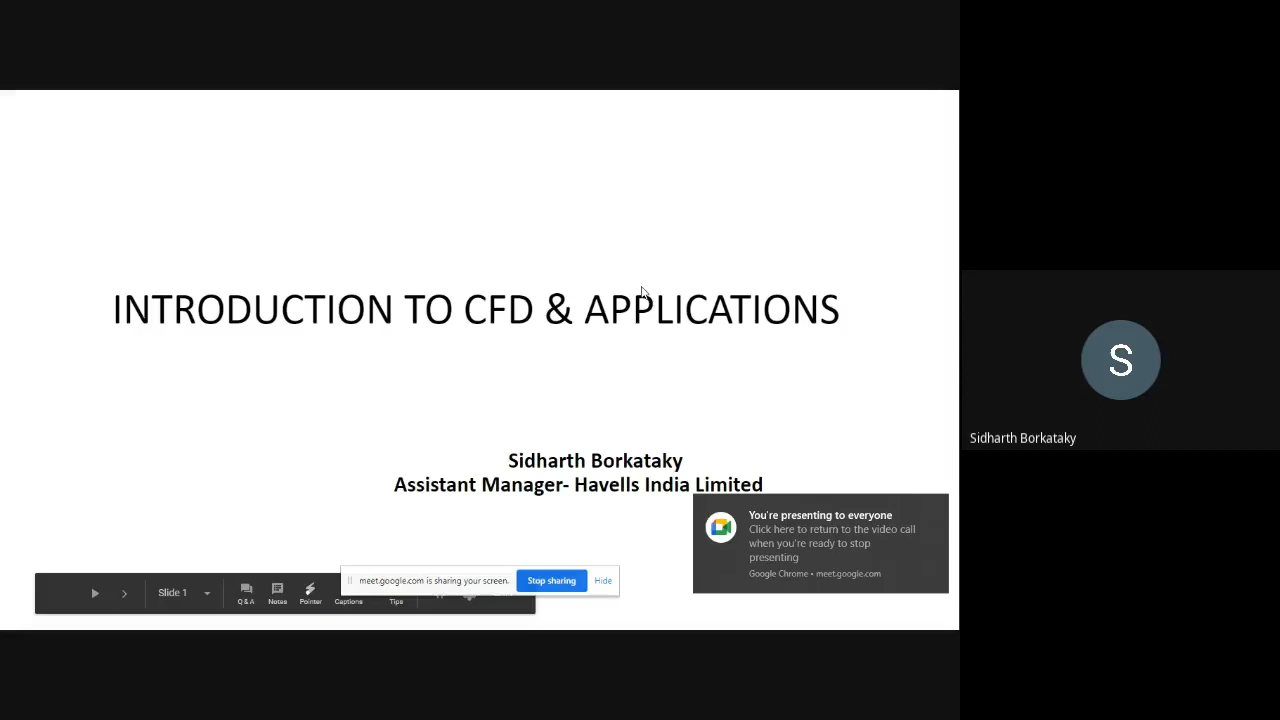 INTRODUCTION TO CFD & APPLICATIONS
Sidharth Borkataky
Assistant Manager- Havells India Limited
You're presenting to everyone
Click here to return to the video call
when you're ready to stop
presenting
Google Chrome • meet.google.com
meet.google.com is sharing your screen.
Stop sharing
Hide
Slide 1
Q & A
Notes
Pointer
Captions
Tips
S
Sidharth Borkataky